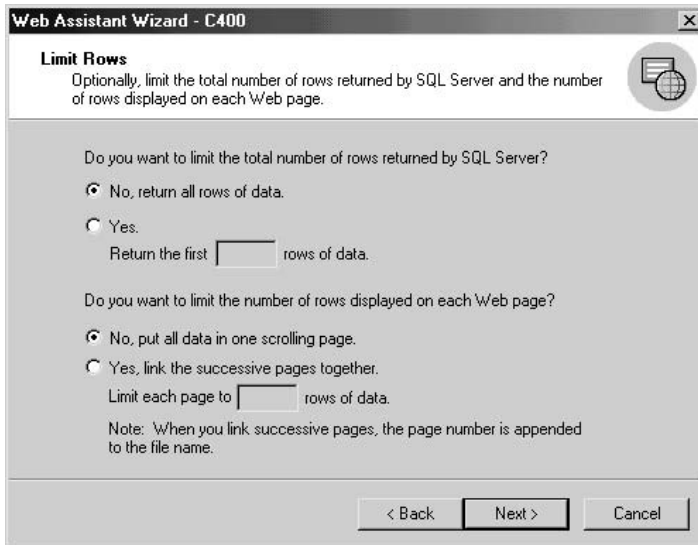 Web Assistant Wizard - C400
Limit Rows
Optionally, limit the total number of rows returned by SQL Server and the number
of rows displayed on each Web page.
Do you want to limit the total number of rows returned by SQL Server?
No, return all rows of data.
Yes.
Return the first rows of data.
Do you want to limit the number of rows displayed on each Web page?
No, put all data in one scrolling page.
Yes, link the successive pages together.
Limit each page to rows of data.
Note: When you link successive pages, the page number is appended
to the file name.
< Back Next > Cancel